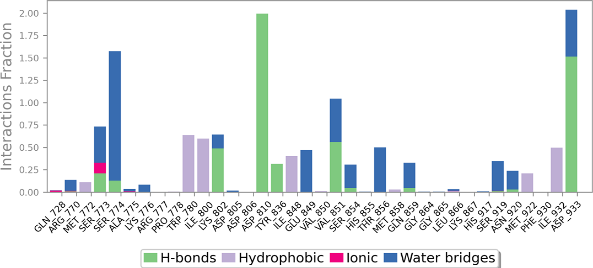 Interactions Fraction
2.00
1.75
1.50
1.25
1.00
0.75
0.50
0.25
0.00
GLN_728
ARG_770
MET_772
SER_773
SER_774
ALA_775
LYS_776
ARG_777
PRO_778
TRP_780
ILE_800
LYS_802
ASP_805
ASP_806
ASP_810
TYR_836
ILE_848
GLU_849
VAL_850
VAL_851
SER_854
HIS_855
THR_856
MET_858
GLN_859
GLY_864
GLY_865
LEU_866
LYS_867
HIS_917
SER_919
ASN_920
MET_922
PHE_930
ILE_932
ASP_933
H-bonds Hydrophobic Ionic Water bridges